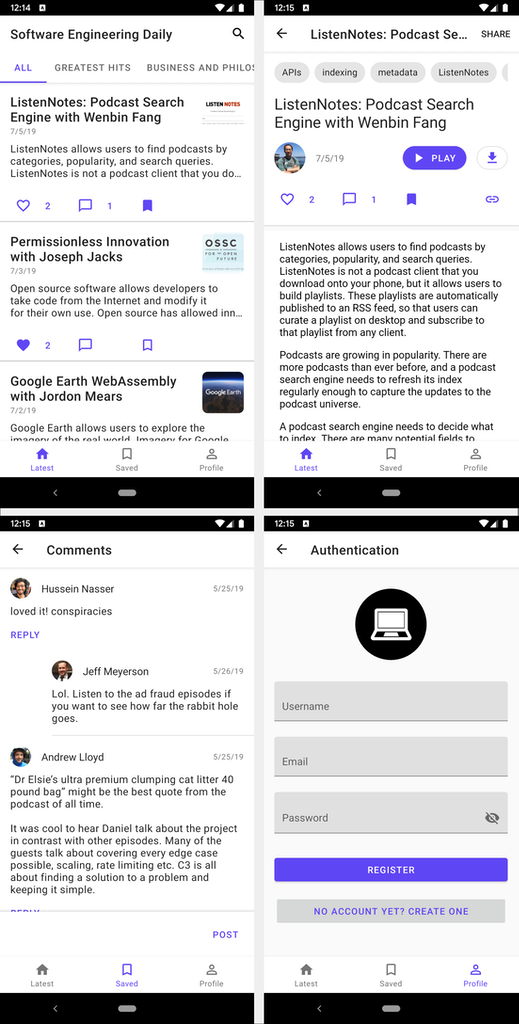 12:14
Software Engineering Daily
ALL GREATEST HITS BUSINESS AND PHILOS
ListenNotes: Podcast Search
Engine with Wenbin Fang
7/5/19
LISTEN NOTES
ListenNotes allows users to find podcasts by
categories, popularity, and search queries.
ListenNotes is not a podcast client that you do…
2 1
Permissionless Innovation
with Joseph Jacks
7/3/19
OSSC
FOR AN OPEN
FUTURE
Open source software allows developers to
take code from the Internet and modify it
for their own use. Open source has allowed inn…
2
Google Earth WebAssembly
with Jordon Mears
7/2/19
Google Earth
Google Earth allows users to explore the
imagery of the real world. Imagery for Google
Latest Saved Profile
12:15
ListenNotes: Podcast Se… SHARE
APIs indexing metadata ListenNotes
ListenNotes: Podcast Search
Engine with Wenbin Fang
7/5/19 PLAY
2 1
ListenNotes allows users to find podcasts by
categories, popularity, and search queries.
ListenNotes is not a podcast client that you
download onto your phone, but it allows users to
build playlists. These playlists are automatically
published to an RSS feed, so that users can
curate a playlist on desktop and subscribe to
that playlist from any client.
Podcasts are growing in popularity. There are
more podcasts than ever before, and a podcast
search engine needs to refresh its index
regularly enough to capture the updates to the
podcast universe.
A podcast search engine needs to decide what
to index. There are many potential fields to
Latest Saved Profile
12:15
Comments
Hussein Nasser 5/25/19
loved it! conspiracies
REPLY
Jeff Meyerson 5/26/19
Lol. Listen to the ad fraud episodes if
you want to see how far the rabbit hole
goes.
Andrew Lloyd 5/25/19
“Dr Elsie’s ultra premium clumping cat litter 40
pound bag” might be the best quote from the
podcast of all time.
It was cool to hear Daniel talk about the project
in contrast with other episodes. Many of the
guests talk about covering every edge case
possible, scaling, rate limiting etc. C3 is all
about finding a solution to a problem and
keeping it simple.
REPLY
POST
Latest Saved Profile
12:15
Authentication
Username
Email
Password
REGISTER
NO ACCOUNT YET? CREATE ONE
Latest Saved Profile